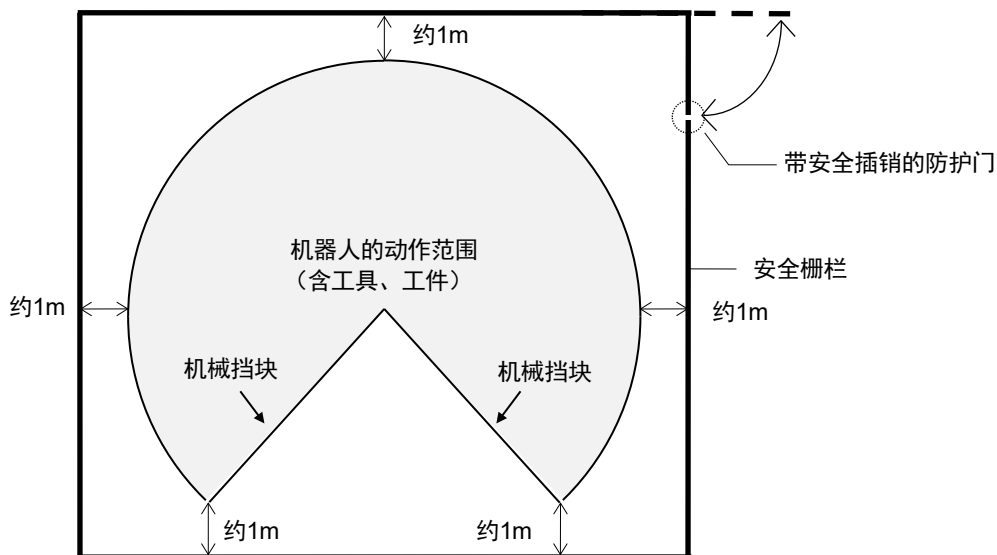 约1m
带安全插销的防护门
机器人的动作范围
（含工具、工件）
安全栅栏
约1m
约1m
机械挡块
机械挡块
约1m
约1m